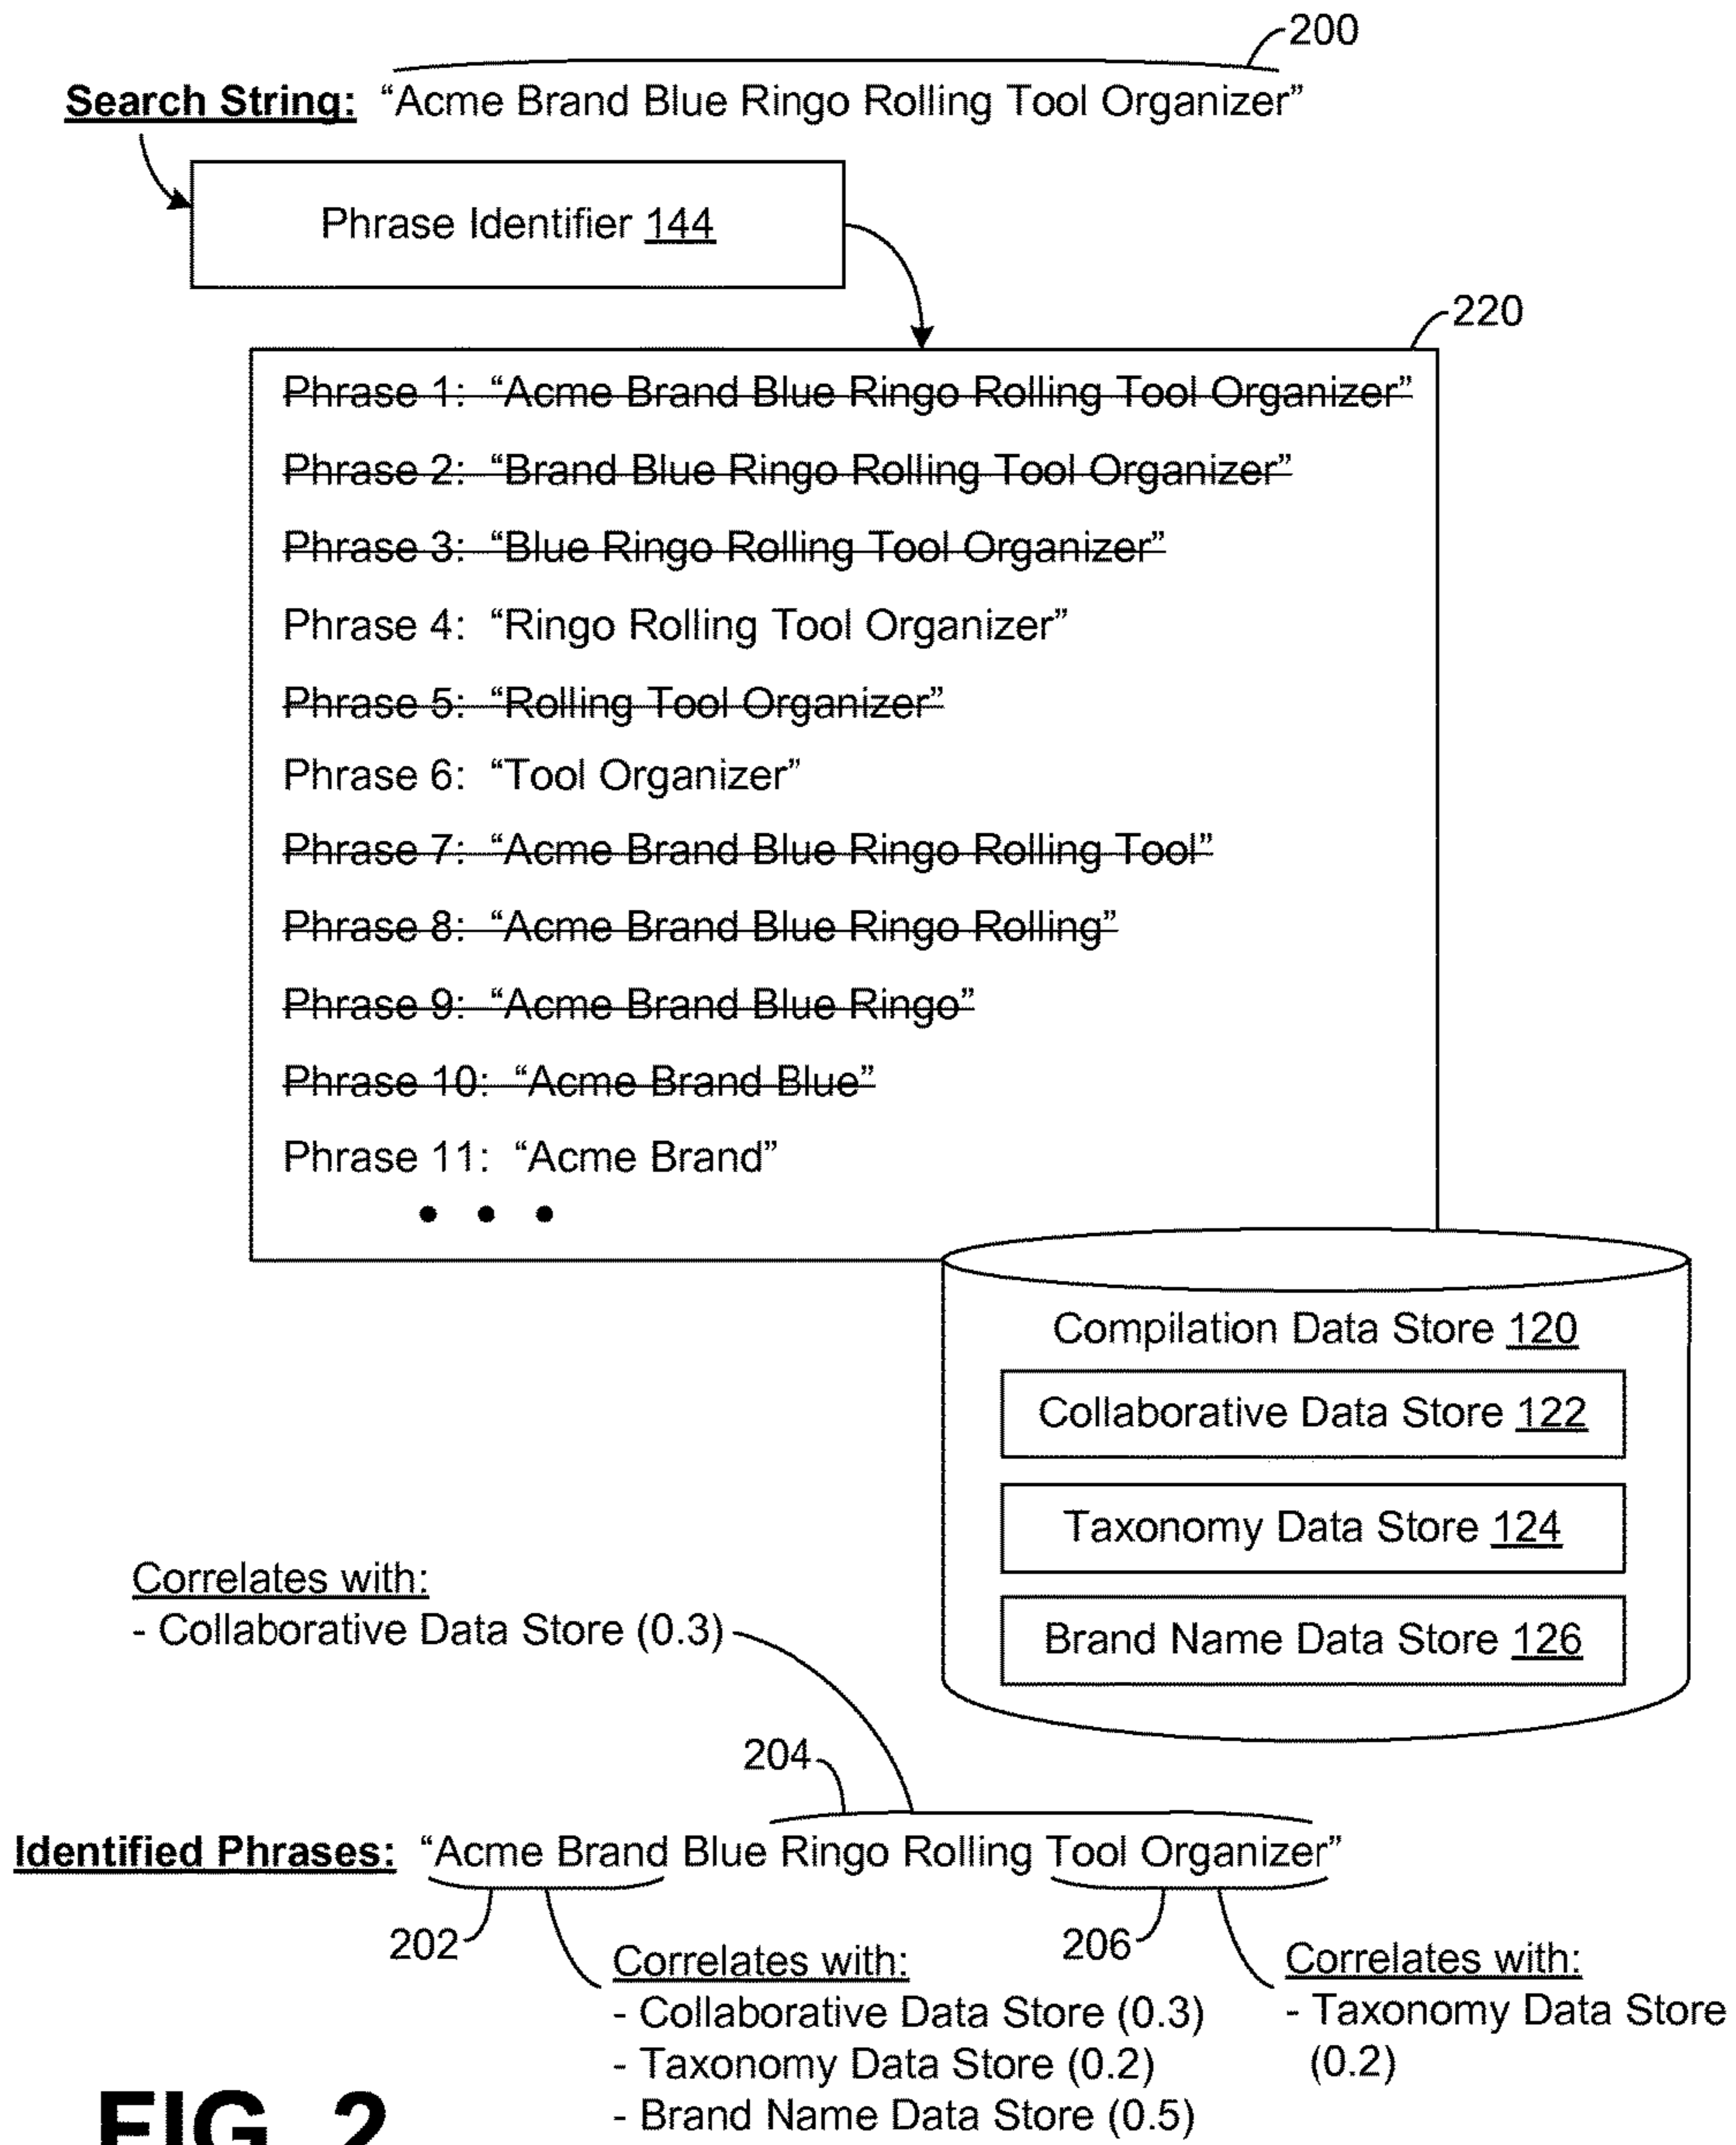 200
Search String: “Acme Brand Blue Ringo Rolling Tool Organizer”
Phrase Identifier 144
220
Phrase 1: “Acme Brand Blue Ringo Rolling Tool Organizer”
Phrase 2: “Brand Blue Ringo Rolling Tool Organizer”
Phrase 3: “Blue Ringo Rolling Tool Organizer”
Phrase 4: “Ringo Rolling Tool Organizer”
Phrase 5: “Rolling Tool Organizer”
Phrase 6: “Tool Organizer”
Phrase 7: “Acme Brand Blue Ringo Rolling Tool”
Phrase 8: “Acme Brand Blue Ringo Rolling”
Phrase 9: “Acme Brand Blue Ringo”
Phrase 10: “Acme Brand Blue”
Phrase 11: “Acme Brand”
• • •
Compilation Data Store 120
Collaborative Data Store 122
Taxonomy Data Store 124
Brand Name Data Store 126
Correlates with:
- Collaborative Data Store (0.3)
204
Identified Phrases: “Acme Brand Blue Ringo Rolling Tool Organizer”
202
206
Correlates with:
- Collaborative Data Store (0.3)
- Taxonomy Data Store (0.2)
- Brand Name Data Store (0.5)
Correlates with:
- Taxonomy Data Store
(0.2)
FIG. 2